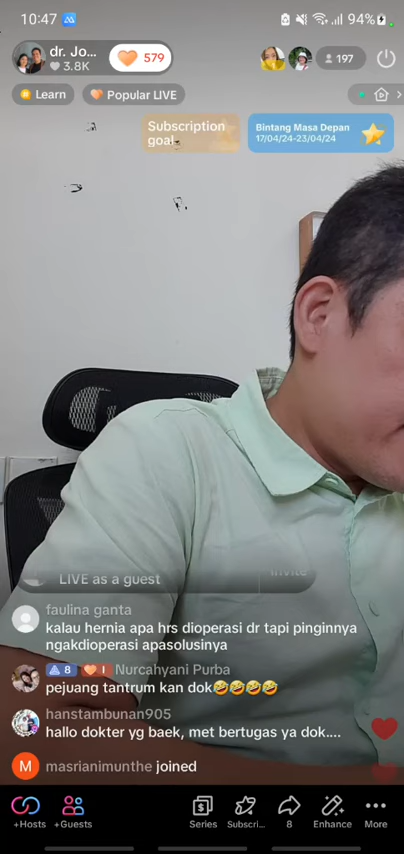 10:47
94%
dr. Jo...
3.8K
579
197
Learn
Popular LIVE
Subscription
goal
Bintang Masa Depan
17/04/24-23/04/24
LIVE as a guest
Invite
faulina ganta
kalau hernia apa hrs dioperasi dr tapi pinginnya
ngakdioperasi apasolusinya
8 1 Nurcahyani Purba
pejuang tantrum kan dok🤣🤣🤣🤣
hanstambunan905
hallo dokter yg baek, met bertugas ya dok....
M masrianimunthe joined
+Hosts
+Guests
Series
Subscri...
8
Enhance
More